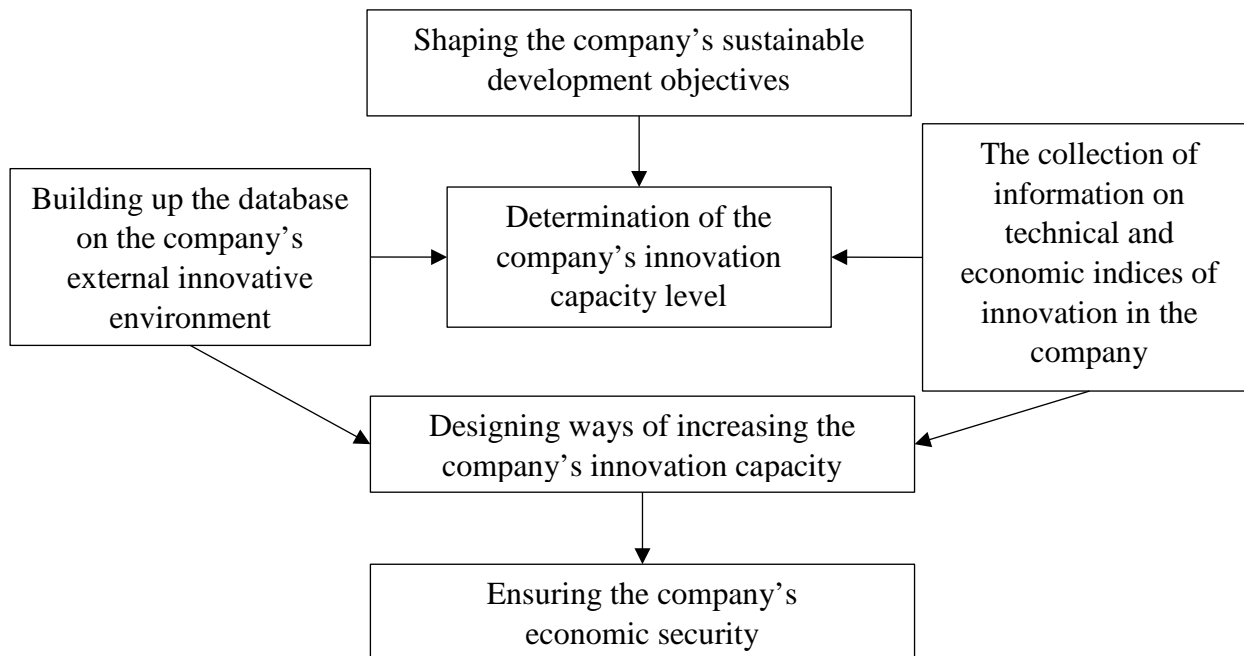 Shaping the company’s sustainable
development objectives
Building up the database
on the company’s
external innovative
environment
Determination of the
company’s innovation
capacity level
The collection of
information on
technical and
economic indices of
innovation in the
company
Designing ways of increasing the
company’s innovation capacity
Ensuring the company’s
economic security